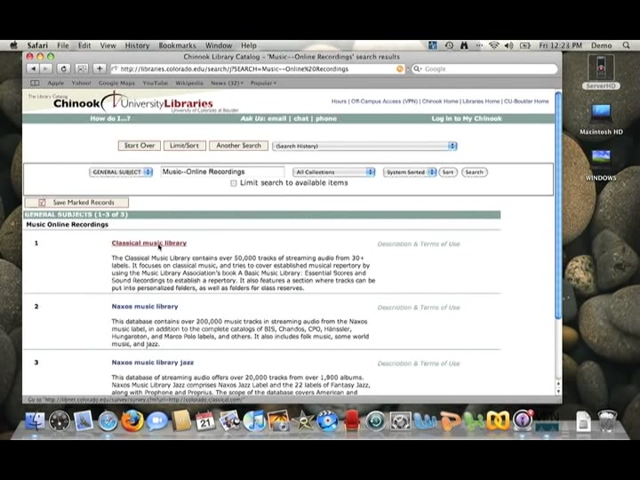 Safari File Edit View History Bookmarks Window Help
Fri 12:23 PM Demo
Chinook Library Catalog - 'Music--Online Recordings' search results
http://libraries.colorado.edu/search/j?SEARCH=Music--Online%20Recordings
Google
Apple Yahoo! Google Maps YouTube Wikipedia News Popular
ServerHD
Macintosh HD
WINDOWS
The Library Catalog
Chinook University Libraries
University of Colorado at Boulder
Hours | Off-Campus Access (VPN) | Chinook Home | Libraries Home | CU-Boulder Home
How do I...?
Ask Us: email | chat | phone
Log in to My Chinook
Start Over Limit/Sort Another Search (Search History)
GENERAL SUBJECT Music--Online Recordings All Collections System Sorted Sort Search
Limit search to available items
Save Marked Records
GENERAL SUBJECTS (1-3 of 3)
Music Online Recordings
1 Classical music library Description & Terms of Use
The Classical Music Library contains over 50,000 tracks of streaming audio from 30+
labels. It focuses on classical music, and tries to cover established musical repertory by
using the Music Library Association's book A Basic Music Library: Essential Scores and
Sound Recordings to establish a repertory. It also features a section where tracks can be
put into personalized folders, as well as folders for class reserves.
2 Naxos music library Description & Terms of Use
This database contains over 200,000 music tracks in streaming audio from the Naxos
music label, in addition to the complete catalogs of BIS, Chandos, CPO, Hänssler,
Hungaroton, and Marco Polo labels, and others. It also includes folk music, some world
music, and jazz.
3 Naxos music library jazz Description & Terms of Use
This database of streaming audio offers over 20,000 tracks from over 1,900 albums.
Naxos Music Library Jazz comprises Naxos Jazz Label and the 22 labels of Fantasy Jazz,
along with Prophone and Proprius. The scope of the database covers American and